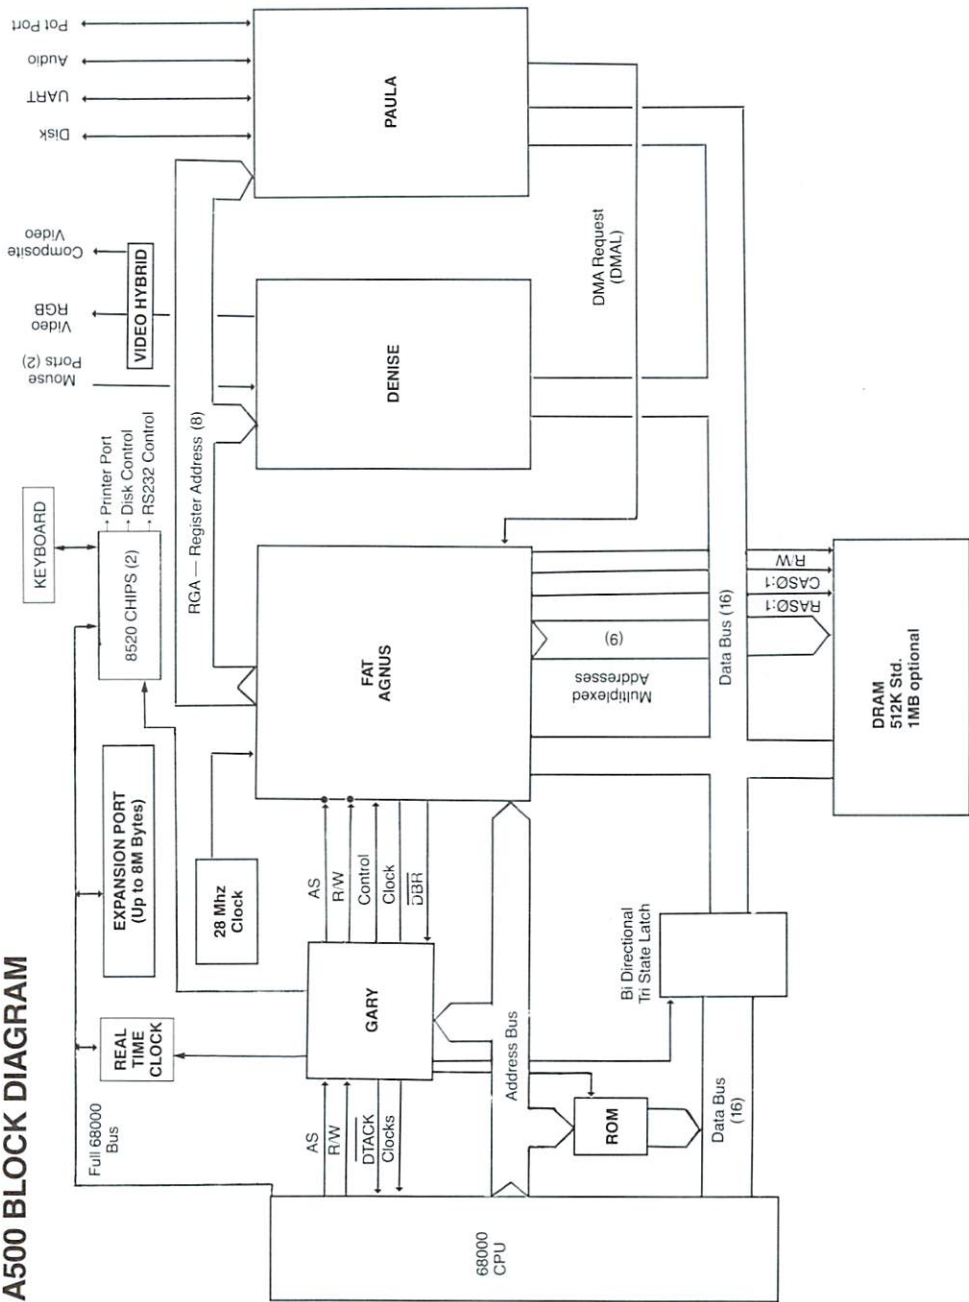 A500 BLOCK DIAGRAM
Full 68000
Bus
REAL
TIME
CLOCK
EXPANSION PORT
(Up to 8M Bytes)
KEYBOARD
8520 CHIPS (2)
Printer Port
Disk Control
RS232 Control
Mouse
Ports (2)
RGB
Video
Composite
Video
VIDEO HYBRID
Disk
UART
Audio
Pot Port
28 Mhz
Clock
RGA — Register Address (8)
68000
CPU
AS
R/W
DTACK
Clocks
GARY
AS
R/W
Control
Clock
DBR
FAT
AGNUS
DENISE
PAULA
DMA Request
(DMAL)
Address Bus
ROM
Data Bus
(16)
Bi Directional
Tri State Latch
Multiplexed
Addresses
(9)
RASØ:1
CASØ:1
R/W
Data Bus (16)
DRAM
512K Std.
1MB optional